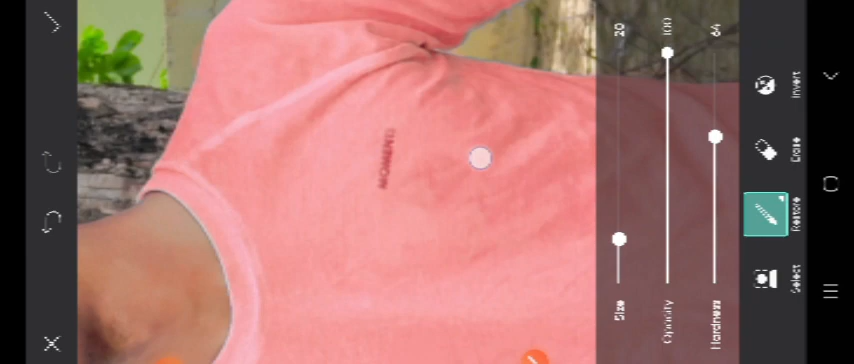 Size 20
Opacity 100
Hardness 64
Select
Restore
Erase
Invert